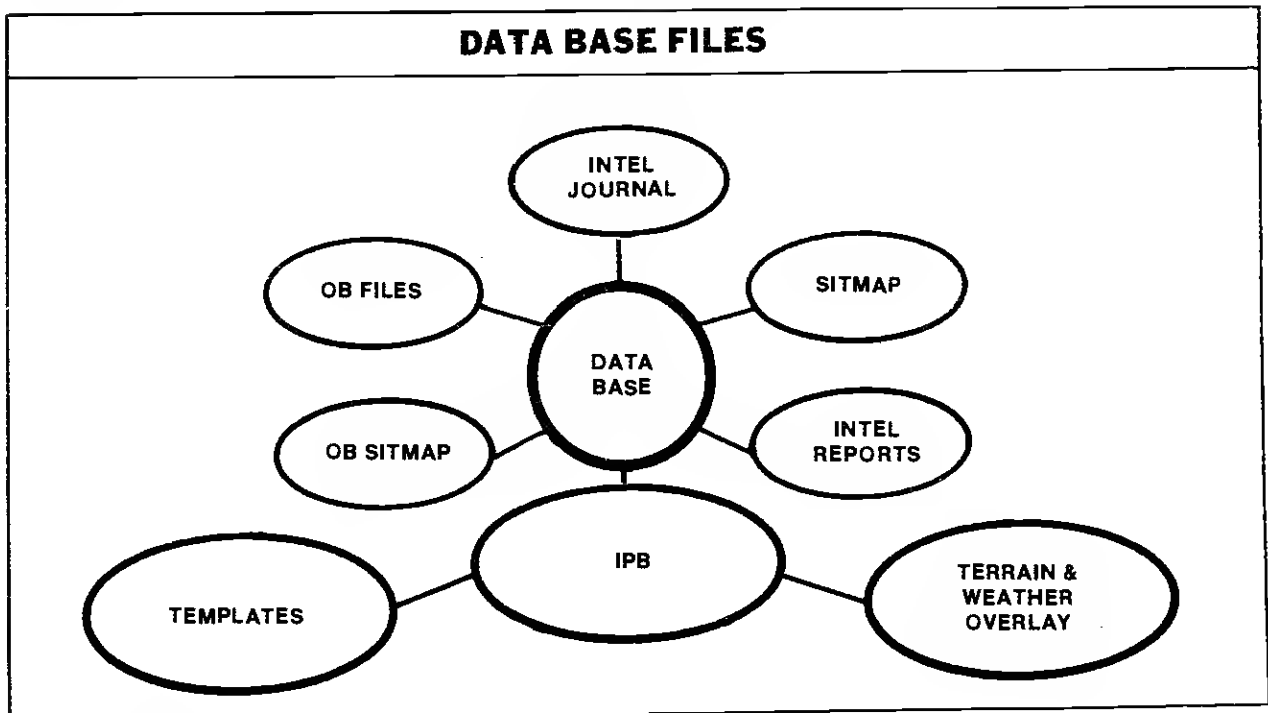 DATA BASE FILES
INTEL
JOURNAL
OB FILES
SITMAP
DATA
BASE
OB SITMAP
INTEL
REPORTS
IPB
TEMPLATES
TERRAIN &
WEATHER
OVERLAY